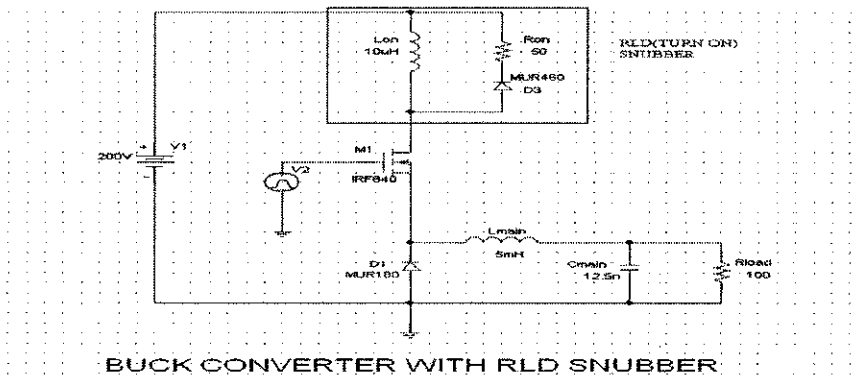 Lon
10uH
Ron
50
MUR460
D3
RLD(TURN ON)
SNUBBER
M1
IRF840
V2
200V
+
V1
-
Lmain
5mH
D1
MUR180
Cmain
12.5n
Rload
100
BUCK CONVERTER WITH RLD SNUBBER